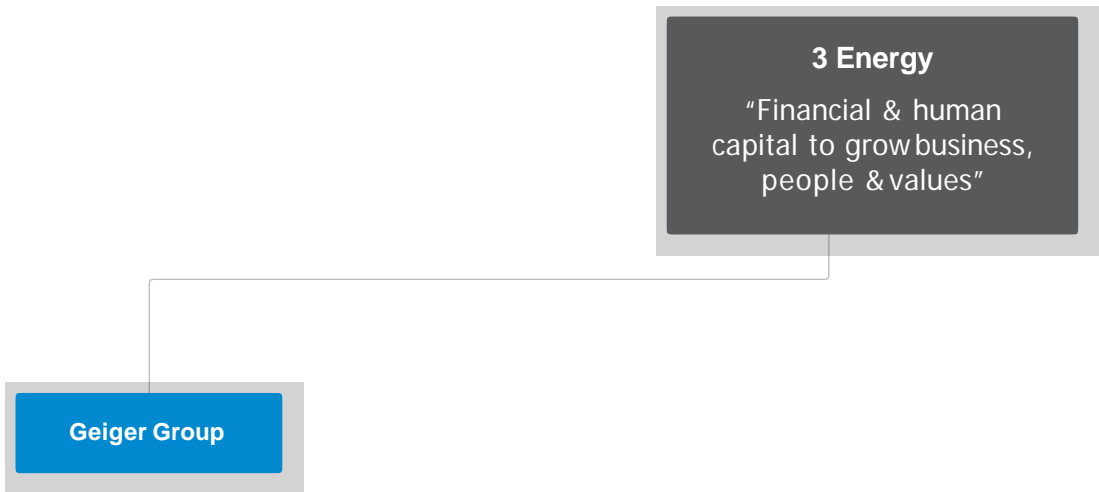 3 Energy
“Financial & human
capital to grow business,
people & values”
Geiger Group